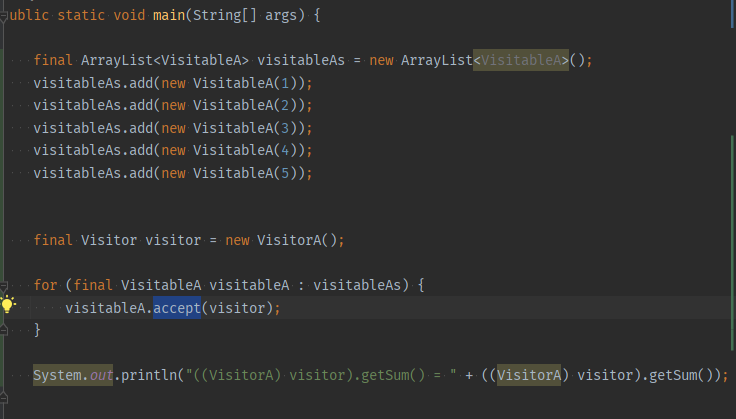 ublic static void main(String[] args) {
final ArrayList<VisitableA> visitableAs = new ArrayList<VisitableA>();
visitableAs.add(new VisitableA(1));
visitableAs.add(new VisitableA(2));
visitableAs.add(new VisitableA(3));
visitableAs.add(new VisitableA(4));
visitableAs.add(new VisitableA(5));
final Visitor visitor = new VisitorA();
for (final VisitableA visitableA : visitableAs) {
visitableA.accept(visitor);
}
System.out.println("((VisitorA) visitor).getSum() = " + ((VisitorA) visitor).getSum());